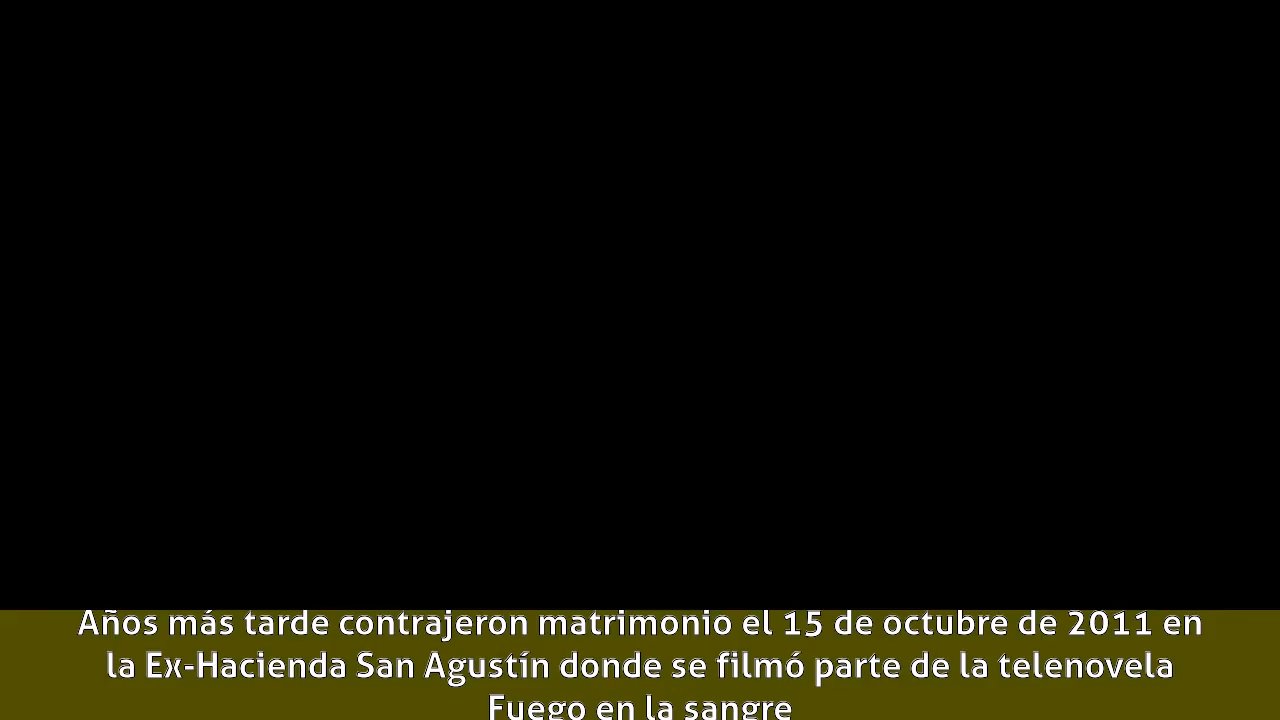 Años más tarde contrajeron matrimonio el 15 de octubre de 2011 en
la Ex-Hacienda San Agustín donde se filmó parte de la telenovela
Fuego en la sangre